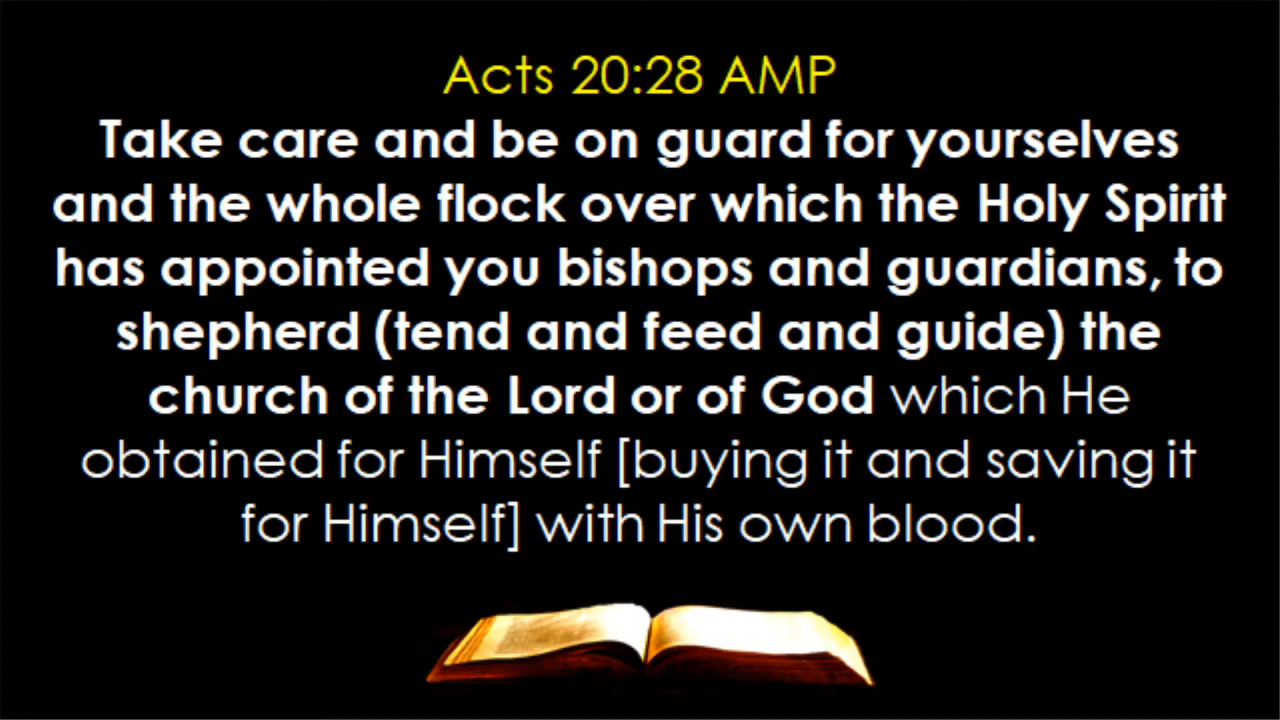 Acts 20:28 AMP
Take care and be on guard for yourselves
and the whole flock over which the Holy Spirit
has appointed you bishops and guardians, to
shepherd (tend and feed and guide) the
church of the Lord or of God which He
obtained for Himself [buying it and saving it
for Himself] with His own blood.